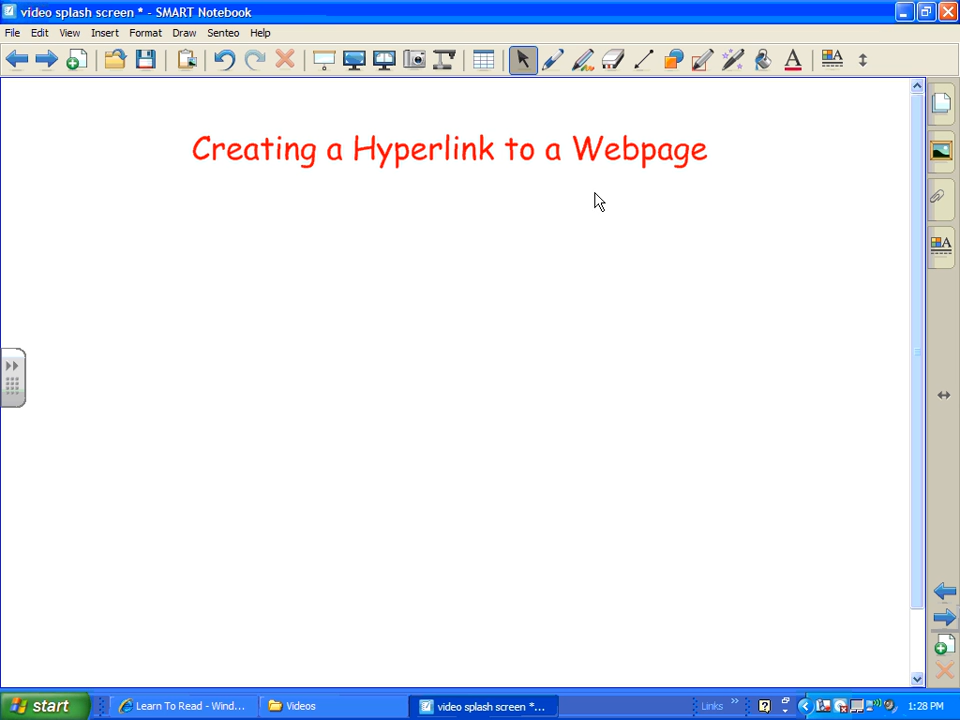 video splash screen * - SMART Notebook
File Edit View Insert Format Draw Senteo Help
Creating a Hyperlink to a Webpage
start
Learn To Read - Wind...
Videos
video splash screen *...
Links
1:28 PM